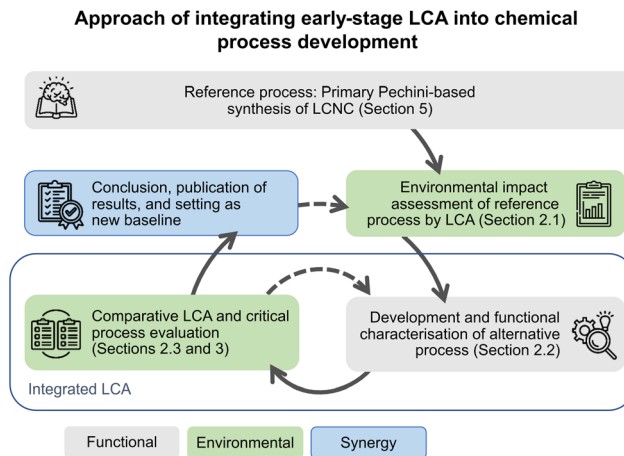 Approach of integrating early-stage LCA into chemical
process development
Reference process: Primary Pechini-based
synthesis of LCNC (Section 5)
Conclusion, publication of
results, and setting as
new baseline
Environmental impact
assessment of reference
process by LCA (Section 2.1)
Comparative LCA and critical
process evaluation
(Sections 2.3 and 3)
Development and functional
characterisation of alternative
process (Section 2.2)
Integrated LCA
Functional
Environmental
Synergy